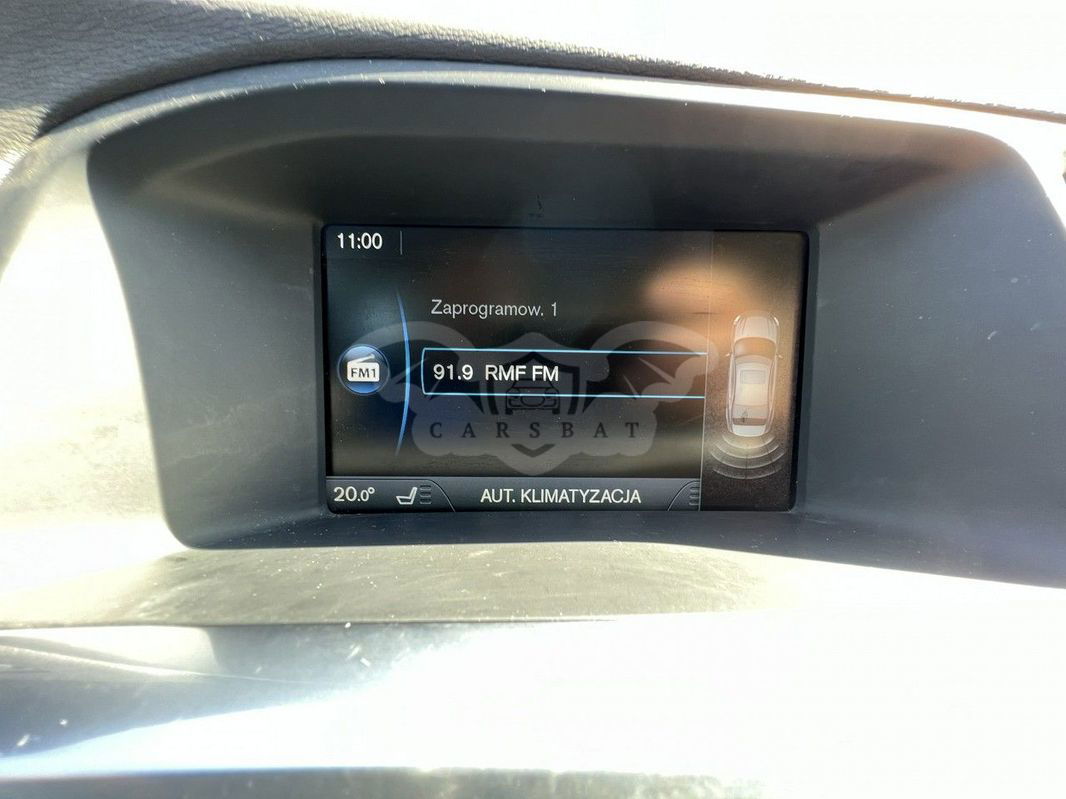 11:00
Zaprogramow. 1
FM1
91.9 RMF FM
CARSBAT
20.0° AUT. KLIMATYZACJA